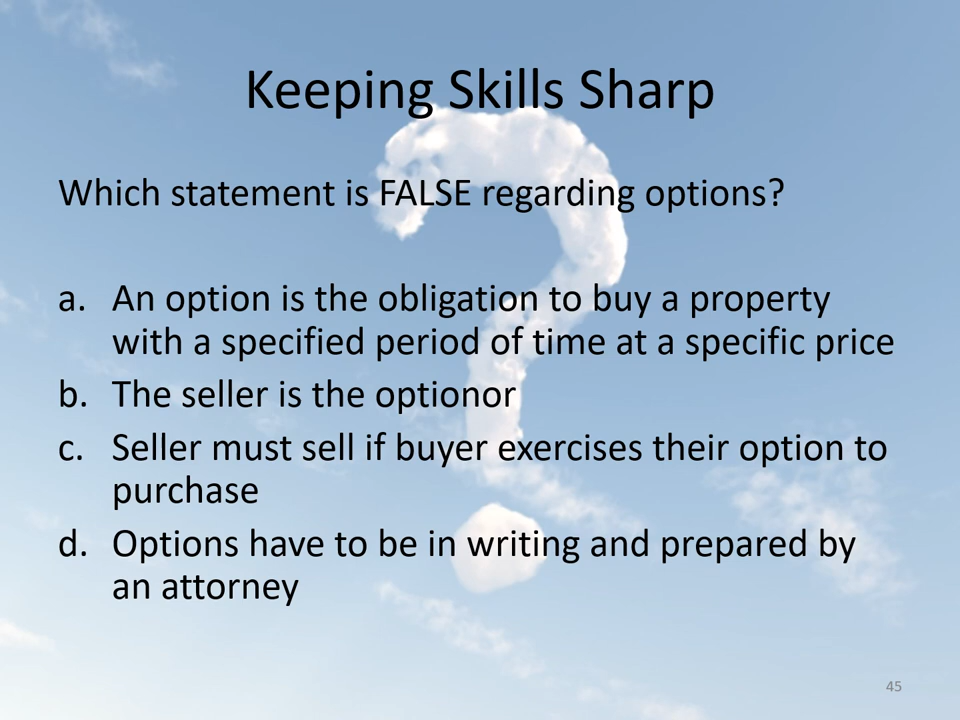 Keeping Skills Sharp
Which statement is FALSE regarding options?
a. An option is the obligation to buy a property
with a specified period of time at a specific price
b. The seller is the optionor
c. Seller must sell if buyer exercises their option to
purchase
d. Options have to be in writing and prepared by
an attorney
45